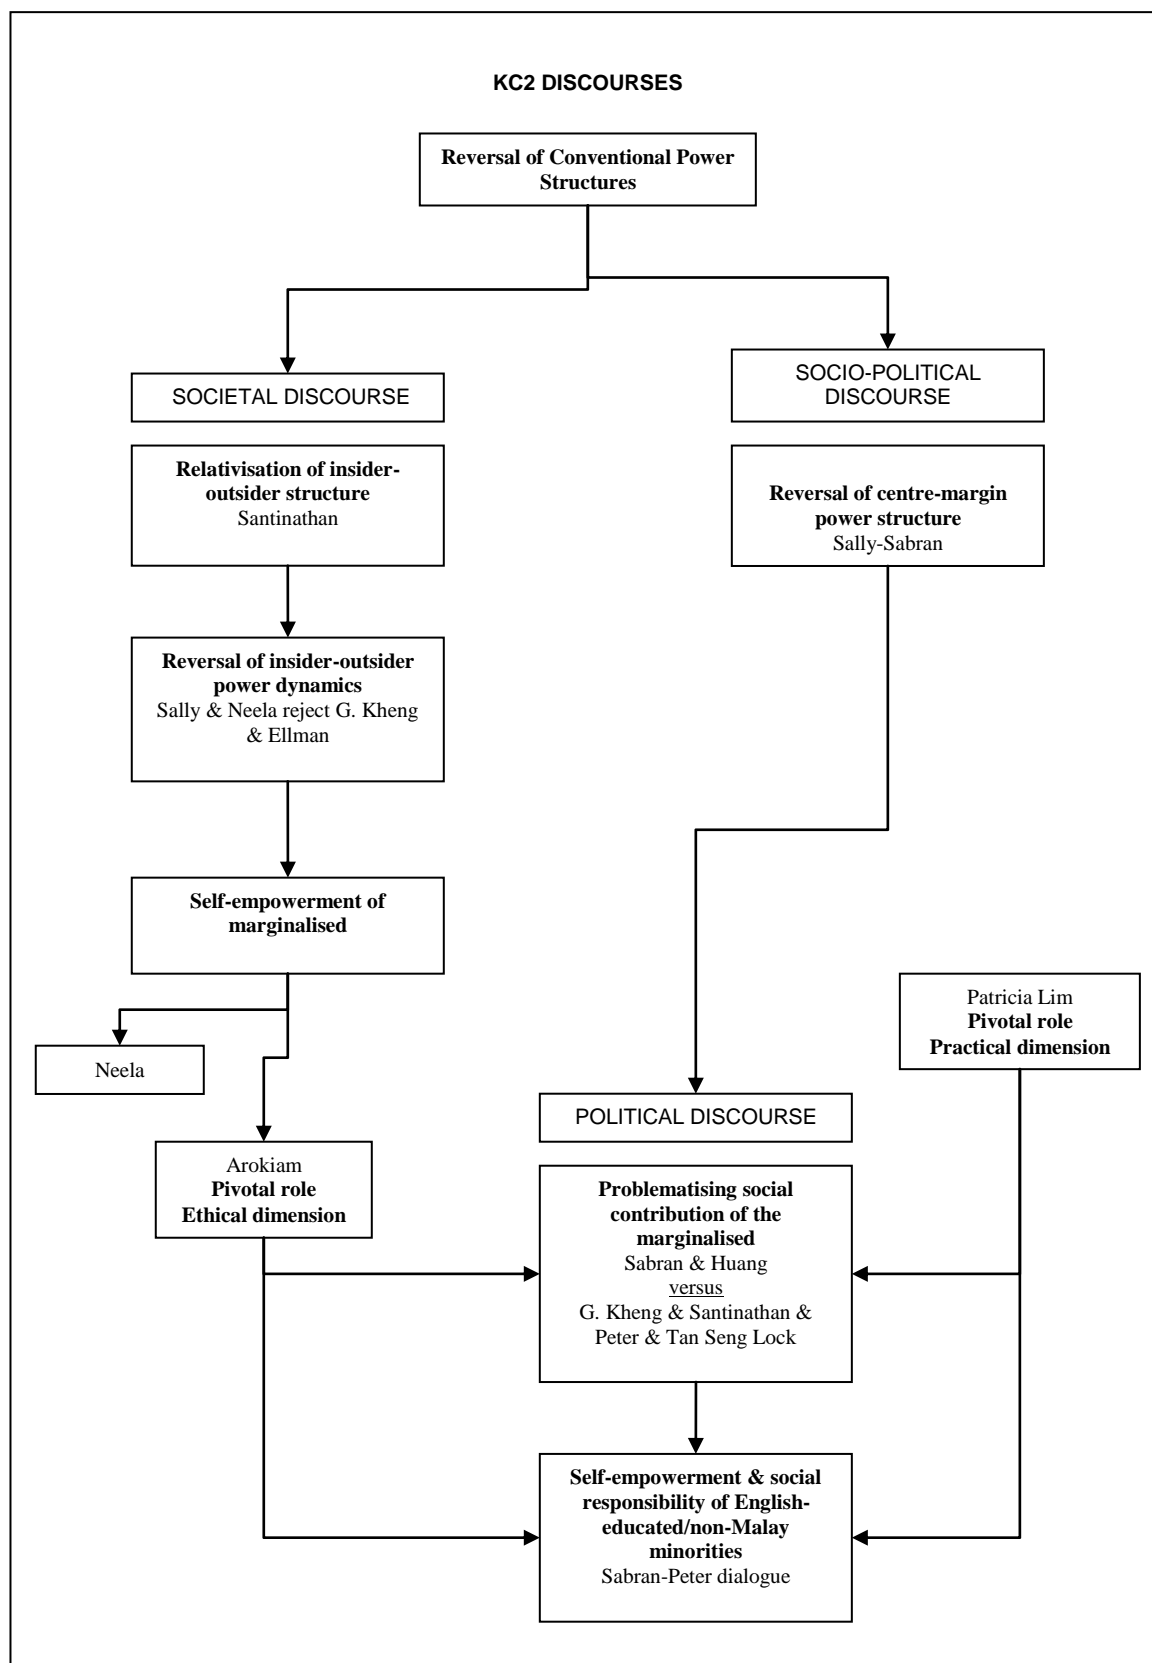 KC2 DISCOURSES
Reversal of Conventional Power
Structures
SOCIETAL DISCOURSE
SOCIO-POLITICAL
DISCOURSE
Relativisation of insider-
outsider structure
Santinathan
Reversal of centre-margin
power structure
Sally-Sabran
Reversal of insider-outsider
power dynamics
Sally & Neela reject G. Kheng
& Ellman
Self-empowerment of
marginalised
Neela
Patricia Lim
Pivotal role
Practical dimension
Arokiam
Pivotal role
Ethical dimension
POLITICAL DISCOURSE
Problematising social
contribution of the
marginalised
Sabran & Huang
versus
G. Kheng & Santinathan &
Peter & Tan Seng Lock
Self-empowerment & social
responsibility of English-
educated/non-Malay
minorities
Sabran-Peter dialogue